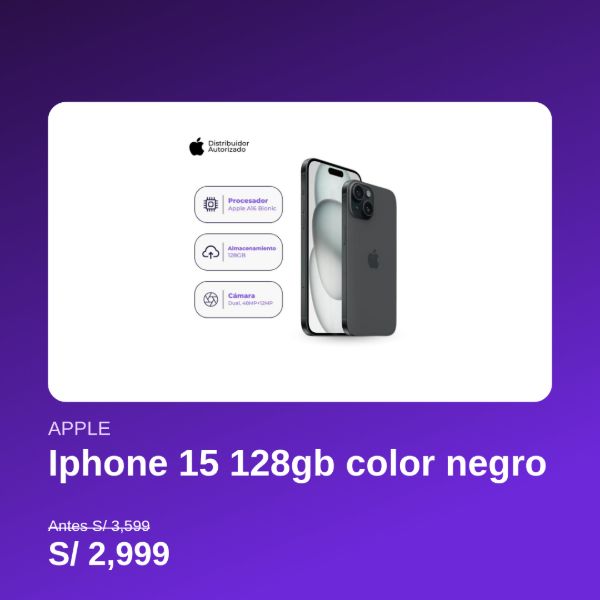 Distribuidor
Autorizado
Procesador
Apple A16 Bionic
Almacenamiento
128GB
Cámara
Dual, 48MP+12MP
APPLE
Iphone 15 128gb color negro
Antes S/ 3,599
S/ 2,999